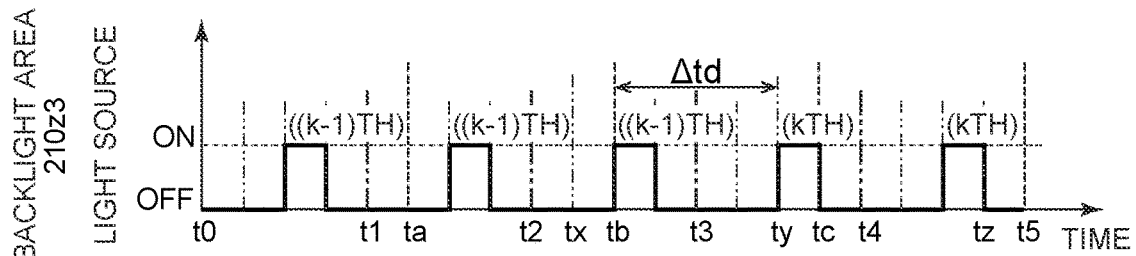 BACKLIGHT AREA
210z3
LIGHT SOURCE
Δtd
((k-1)TH) ((k-1)TH) ((k-1)TH) (kTH) (kTH)
ON
OFF
t0 t1 ta t2 tx tb t3 ty tc t4 tz t5
TIME